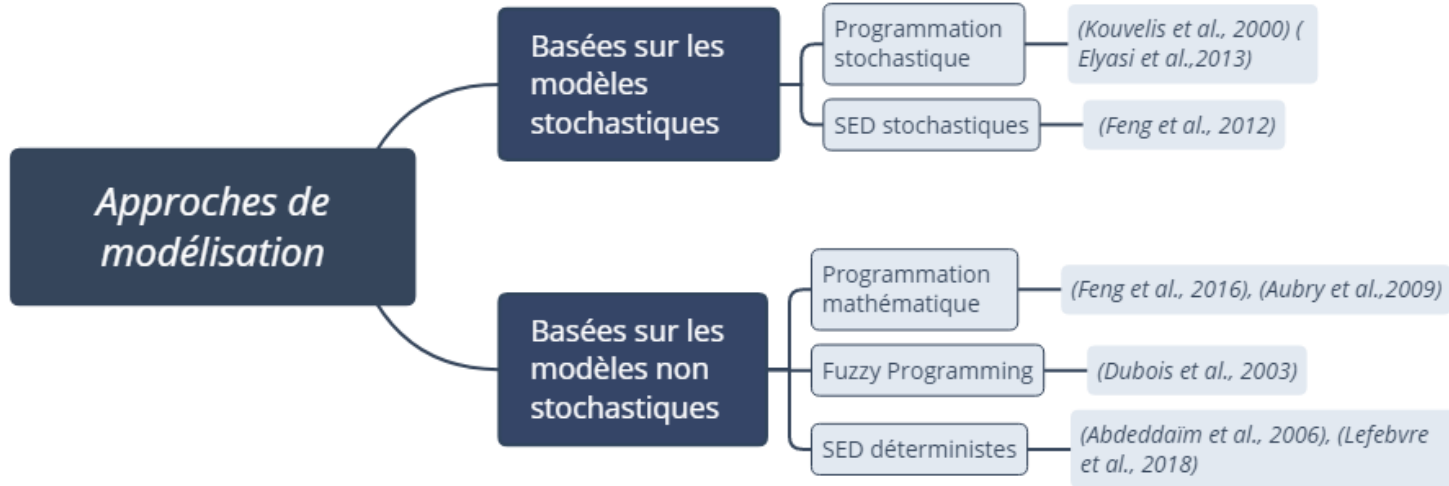 Approches de
modélisation
Basées sur les
modèles
stochastiques
Programmation
stochastique
(Kouvelis et al., 2000) (
Elyasi et al.,2013)
SED stochastiques
(Feng et al., 2012)
Basées sur les
modèles non
stochastiques
Programmation
mathématique
(Feng et al., 2016), (Aubry et al.,2009)
Fuzzy Programming
(Dubois et al., 2003)
SED déterministes
(Abdeddaïm et al., 2006), (Lefebvre
et al., 2018)